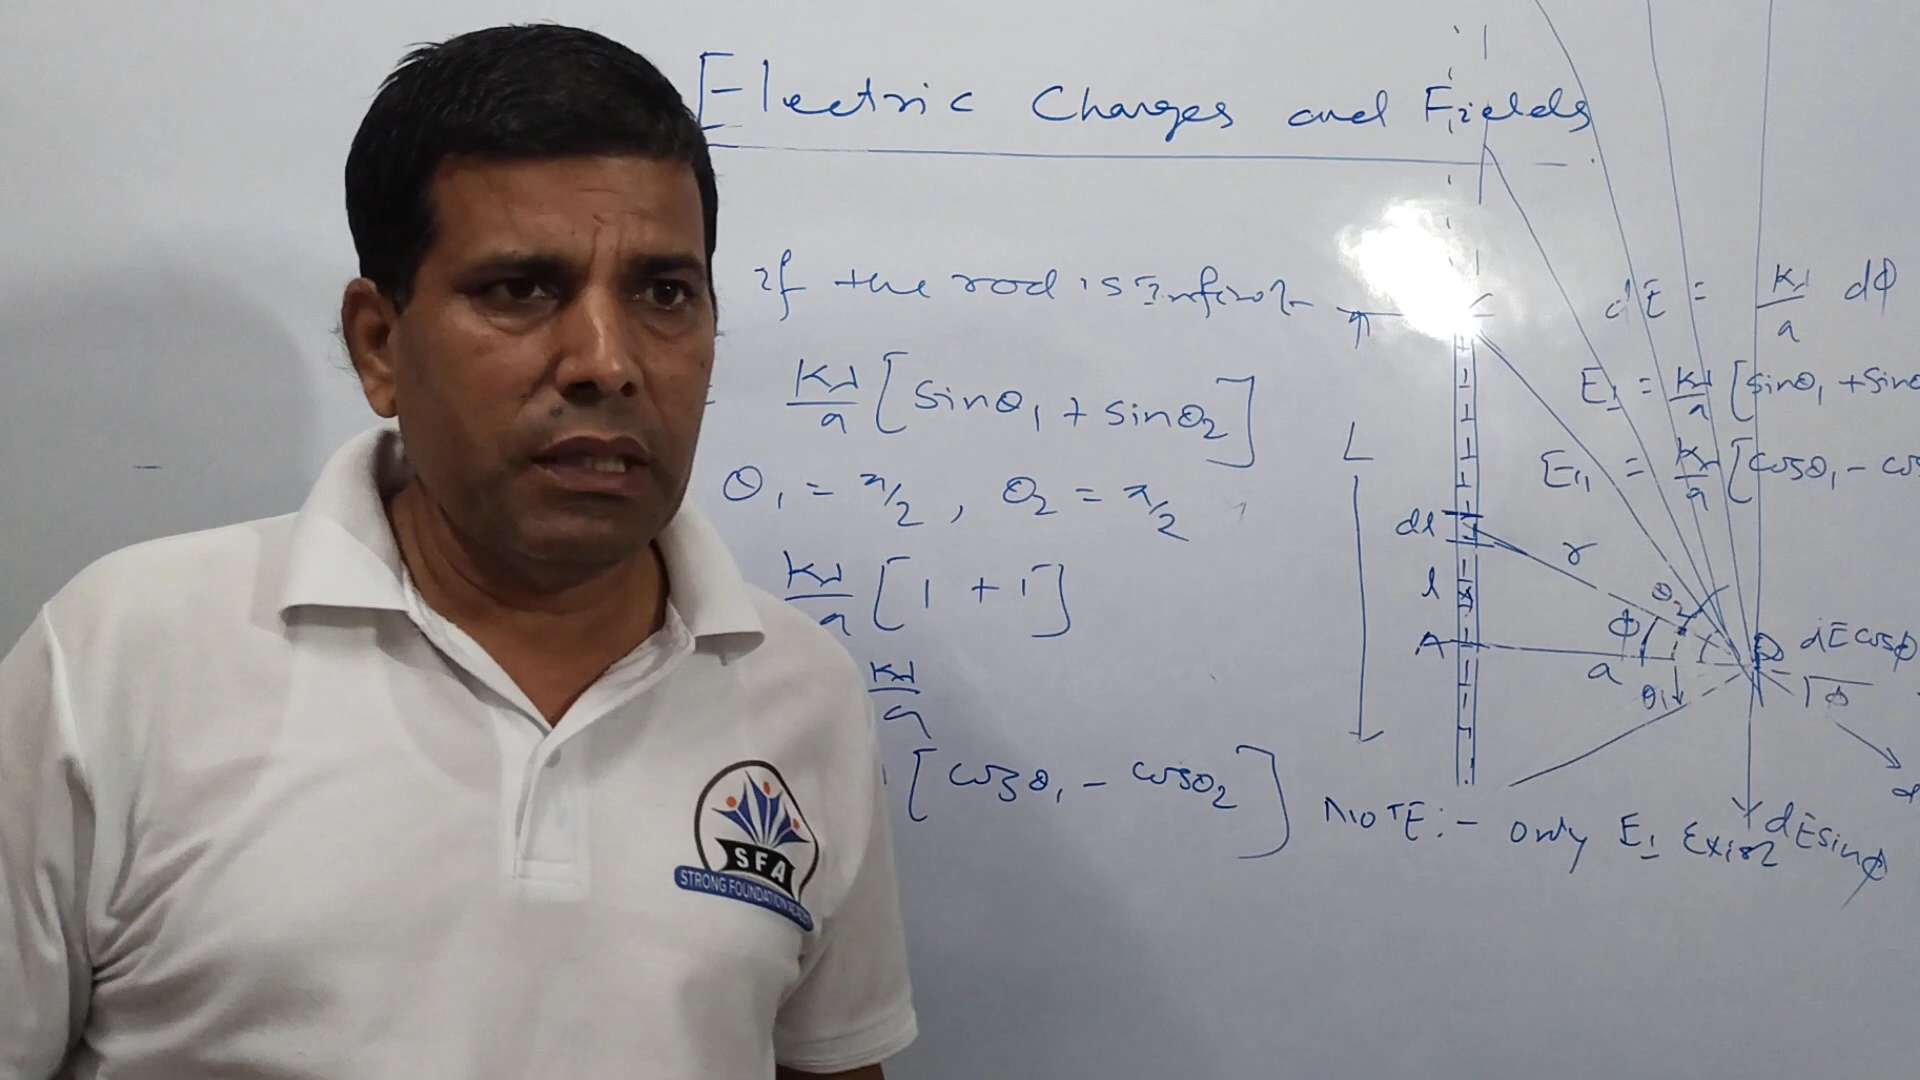 Electric Charges and Fields
If the rod is Infinite
= Kλ/a [sinθ₁ + sinθ₂]
θ₁ = π/2, θ₂ = π/2
Kλ/a [1 + 1]
Kλ/a
[cosθ₁ - cosθ₂]
NOTE:- Only E⊥ Exist
dE = Kλ/a dϕ
E⊥ = Kλ/a [sinθ₁ + sinθ
E∥ = Kλ/a [cosθ₁ - cos
L
dl
l
A
r
θ₂
ϕ
a
θ₁
P
dE cosϕ
ϕ
dE sinϕ
SFA
STRONG FOUNDATION